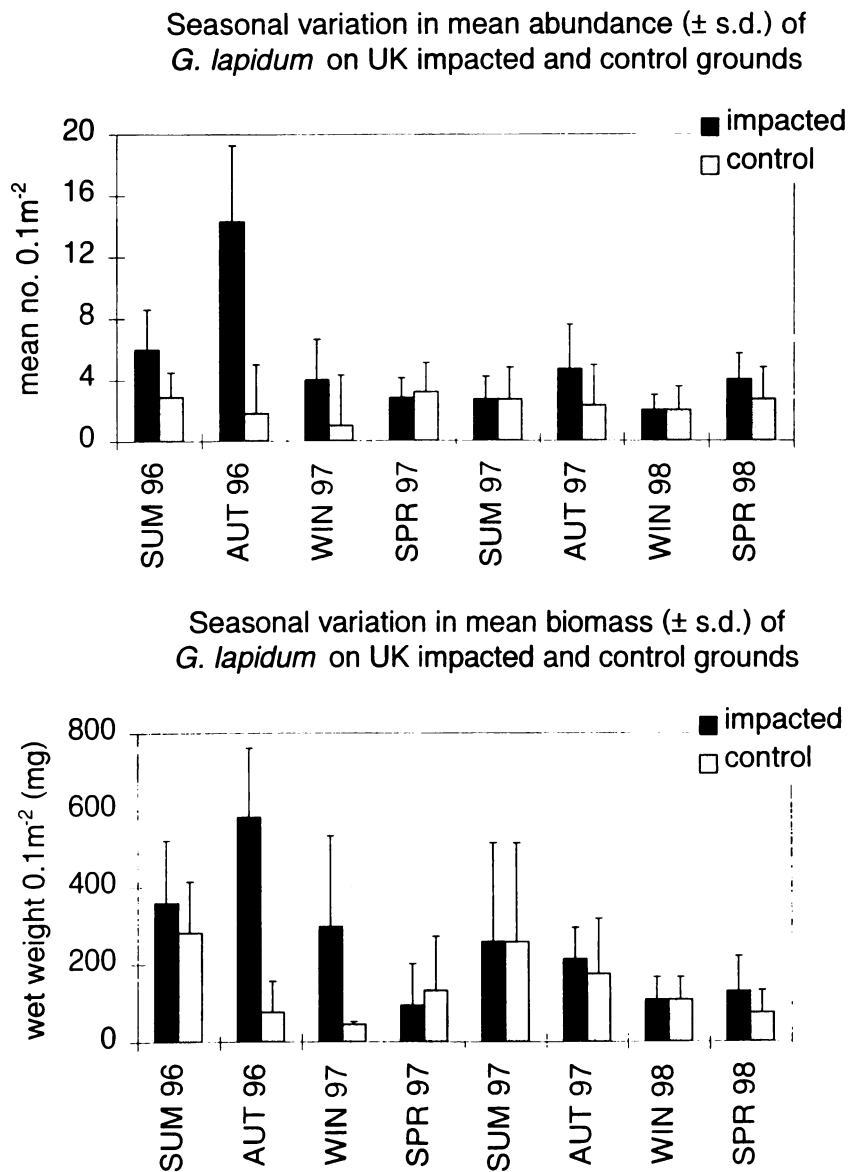 Seasonal variation in mean abundance (± s.d.) of
G. lapidum on UK impacted and control grounds
impacted
control
mean no. 0.1m⁻²
20
16
12
8
4
0
SUM 96
AUT 96
WIN 97
SPR 97
SUM 97
AUT 97
WIN 98
SPR 98
Seasonal variation in mean biomass (± s.d.) of
G. lapidum on UK impacted and control grounds
impacted
control
wet weight 0.1m⁻² (mg)
800
600
400
200
0
SUM 96
AUT 96
WIN 97
SPR 97
SUM 97
AUT 97
WIN 98
SPR 98